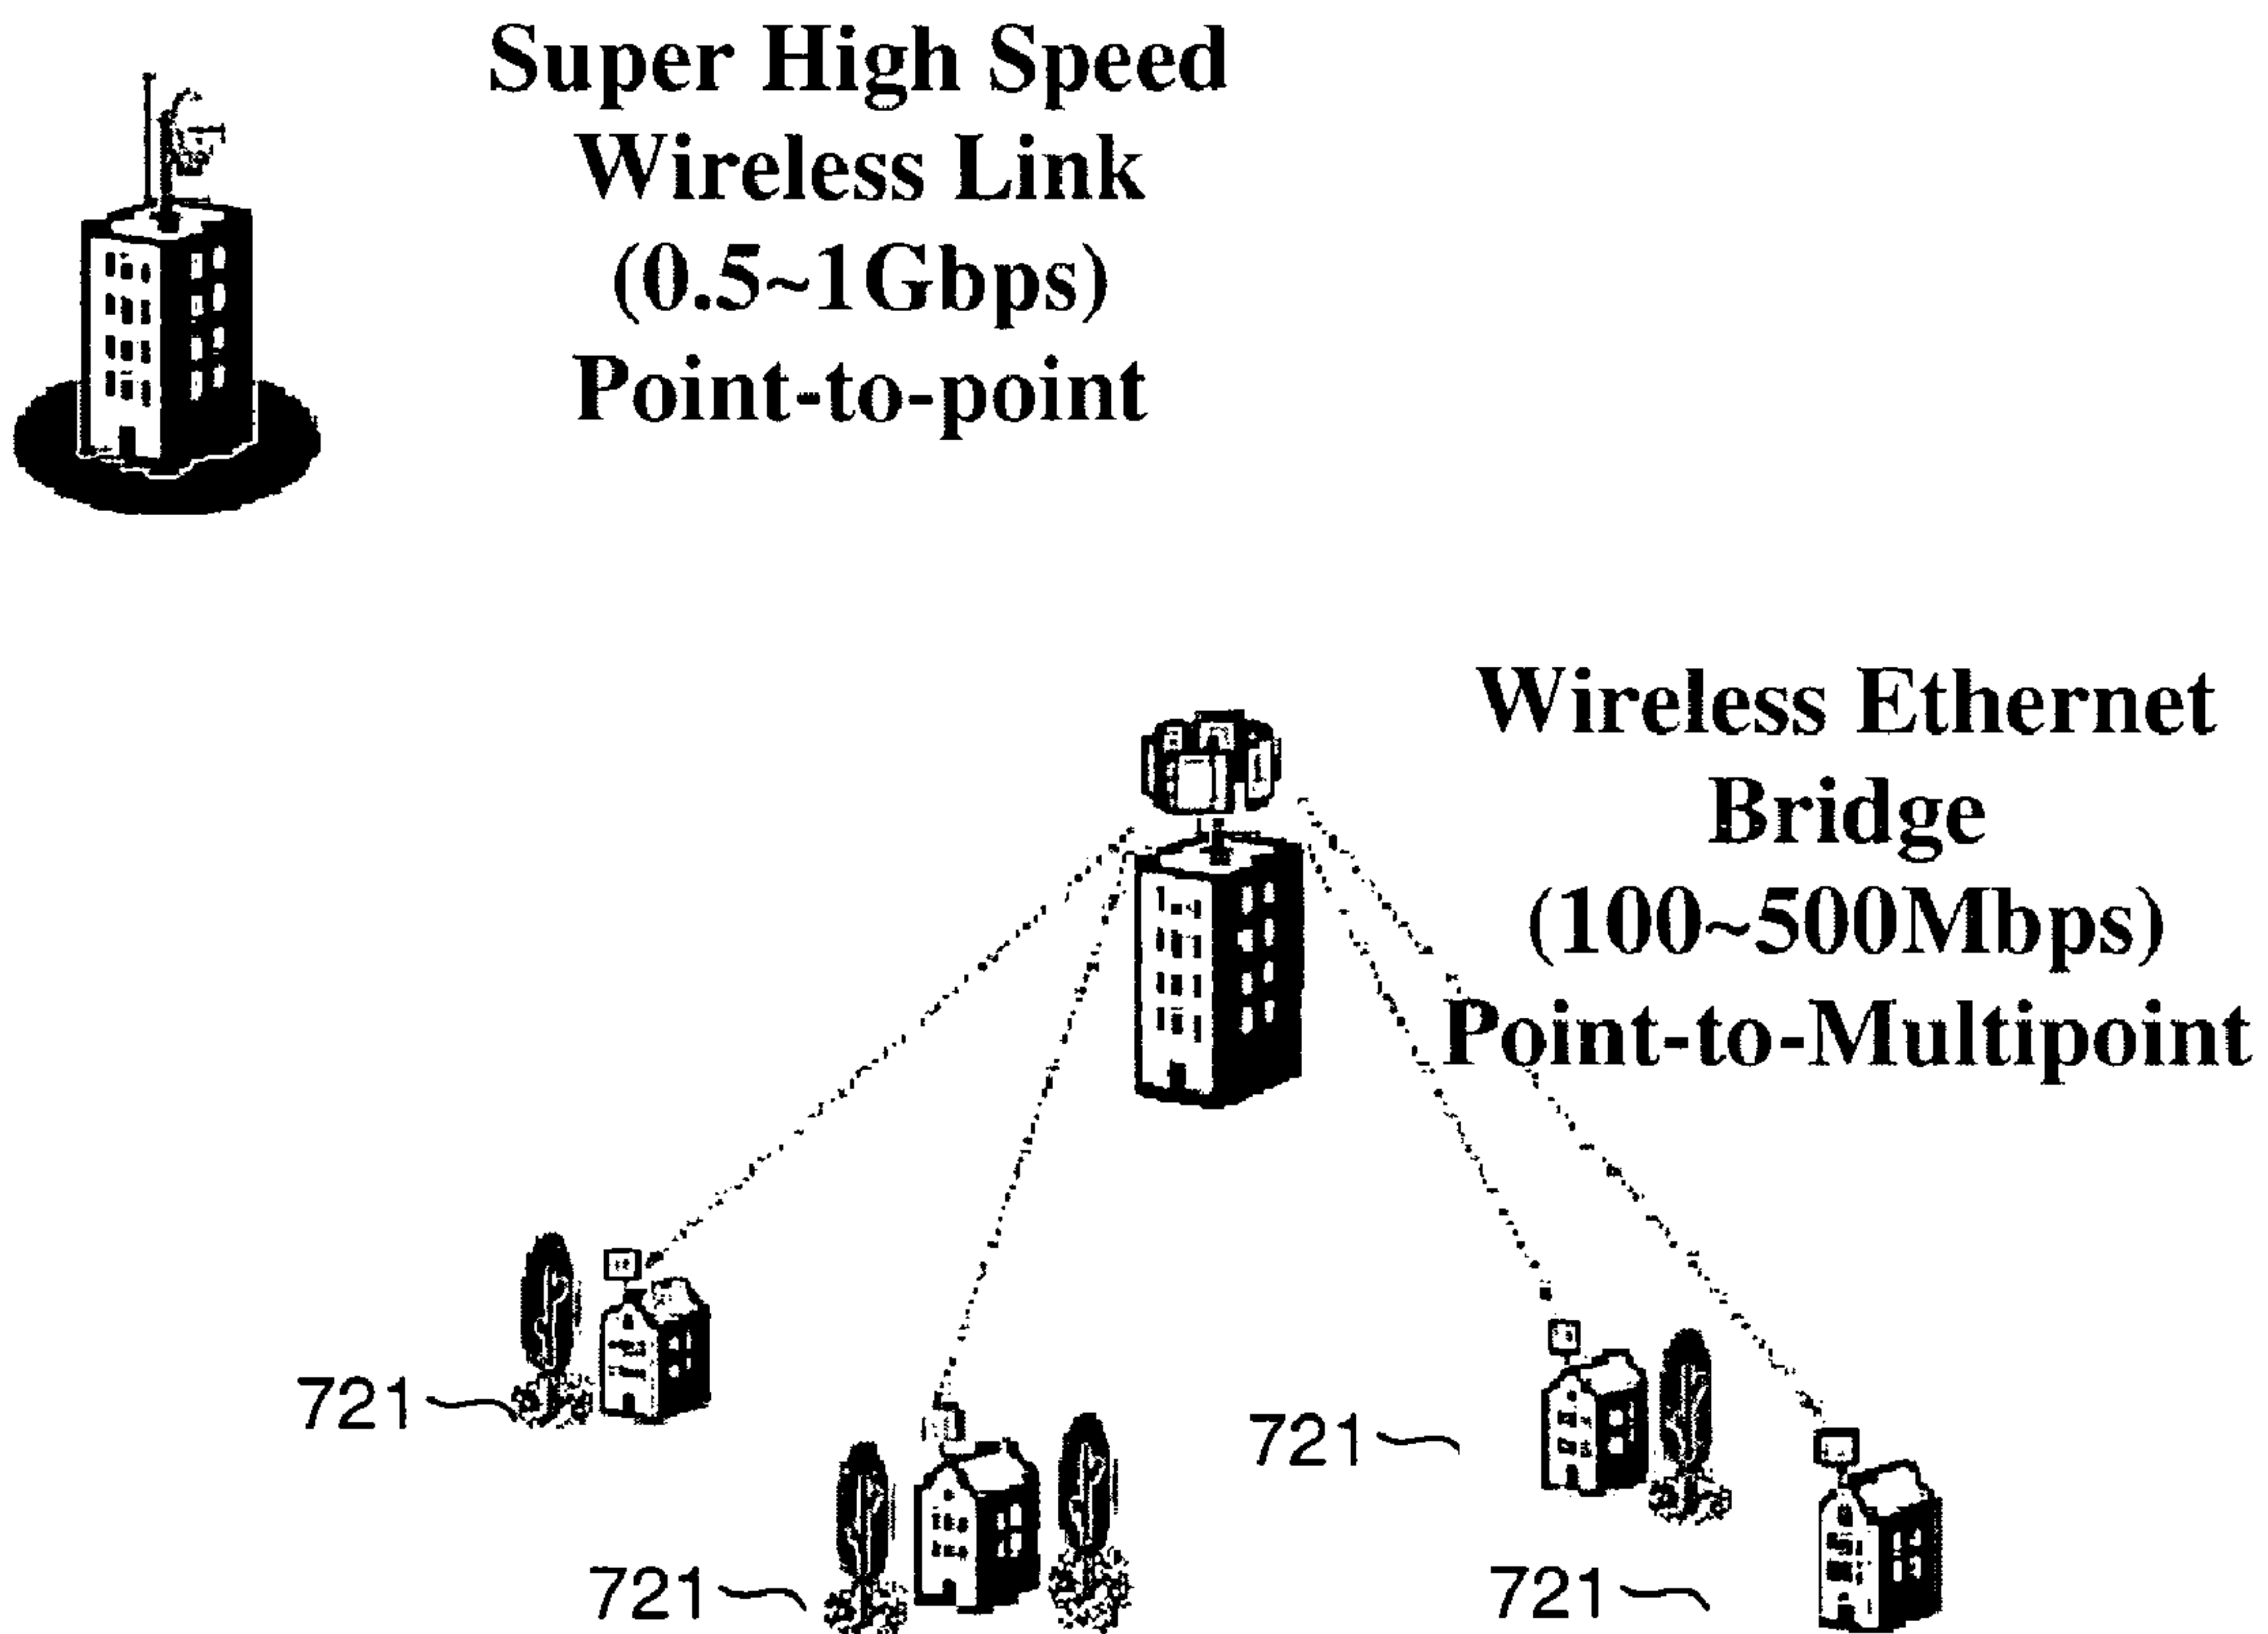 Super High Speed
Wireless Link
(0.5~1Gbps)
Point-to-point
Wireless Ethernet
Bridge
(100~500Mbps)
Point-to-Multipoint
721
721
721
721